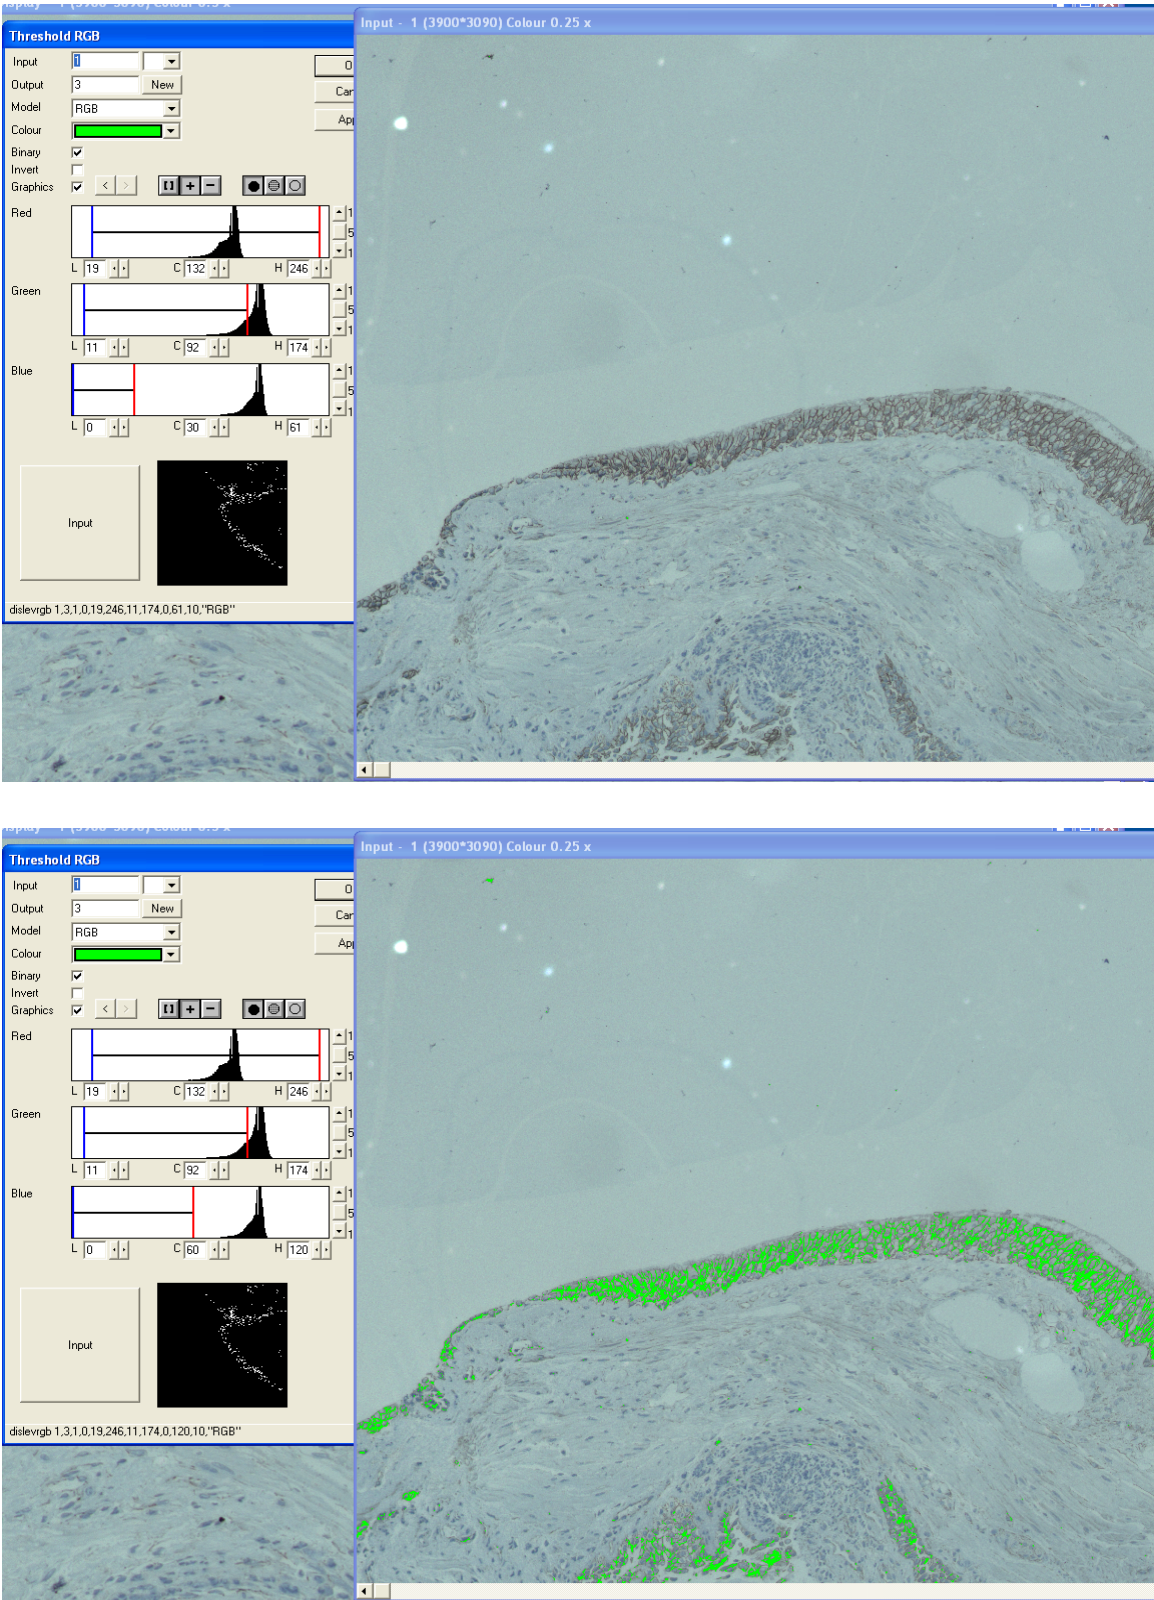 Input - 1 (3900*3090) Colour 0.25 x
Threshold RGB
Input 1
Output 3 New
Model RGB
Colour
Binary
Invert
Graphics < >
[] + -
Red
L 19 C 132 H 246
Green
L 11 C 92 H 174
Blue
L 0 C 30 H 61
Input
dislevrgb 1,3,1,0,19,246,11,174,0,61,10,"RGB"
Input - 1 (3900*3090) Colour 0.25 x
Threshold RGB
Input 1
Output 3 New
Model RGB
Colour
Binary
Invert
Graphics < >
[] + -
Red
L 19 C 132 H 246
Green
L 11 C 92 H 174
Blue
L 0 C 60 H 120
Input
dislevrgb 1,3,1,0,19,246,11,174,0,120,10,"RGB"